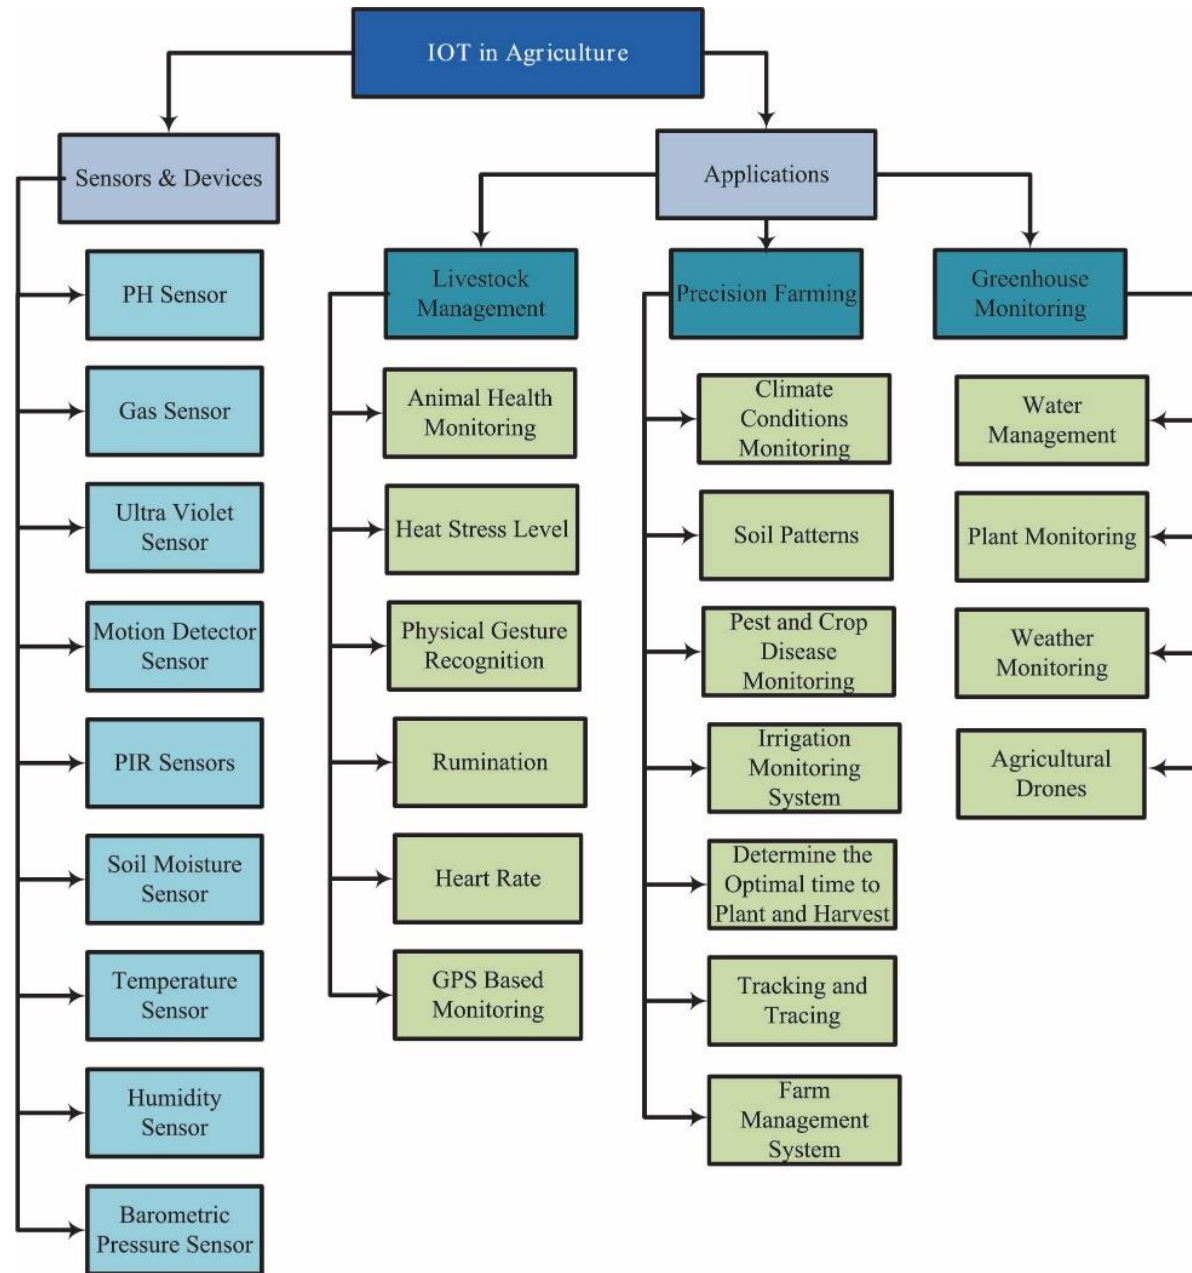 IOT in Agriculture
Sensors & Devices
Applications
PH Sensor
Gas Sensor
Ultra Violet
Sensor
Motion Detector
Sensor
PIR Sensors
Soil Moisture
Sensor
Temperature
Sensor
Humidity
Sensor
Barometric
Pressure Sensor
Livestock
Management
Animal Health
Monitoring
Heat Stress Level
Physical Gesture
Recognition
Rumination
Heart Rate
GPS Based
Monitoring
Precision Farming
Climate
Conditions
Monitoring
Soil Patterns
Pest and Crop
Disease
Monitoring
Irrigation
Monitoring
System
Determine the
Optimal time to
Plant and Harvest
Tracking and
Tracing
Farm
Management
System
Greenhouse
Monitoring
Water
Management
Plant Monitoring
Weather
Monitoring
Agricultural
Drones